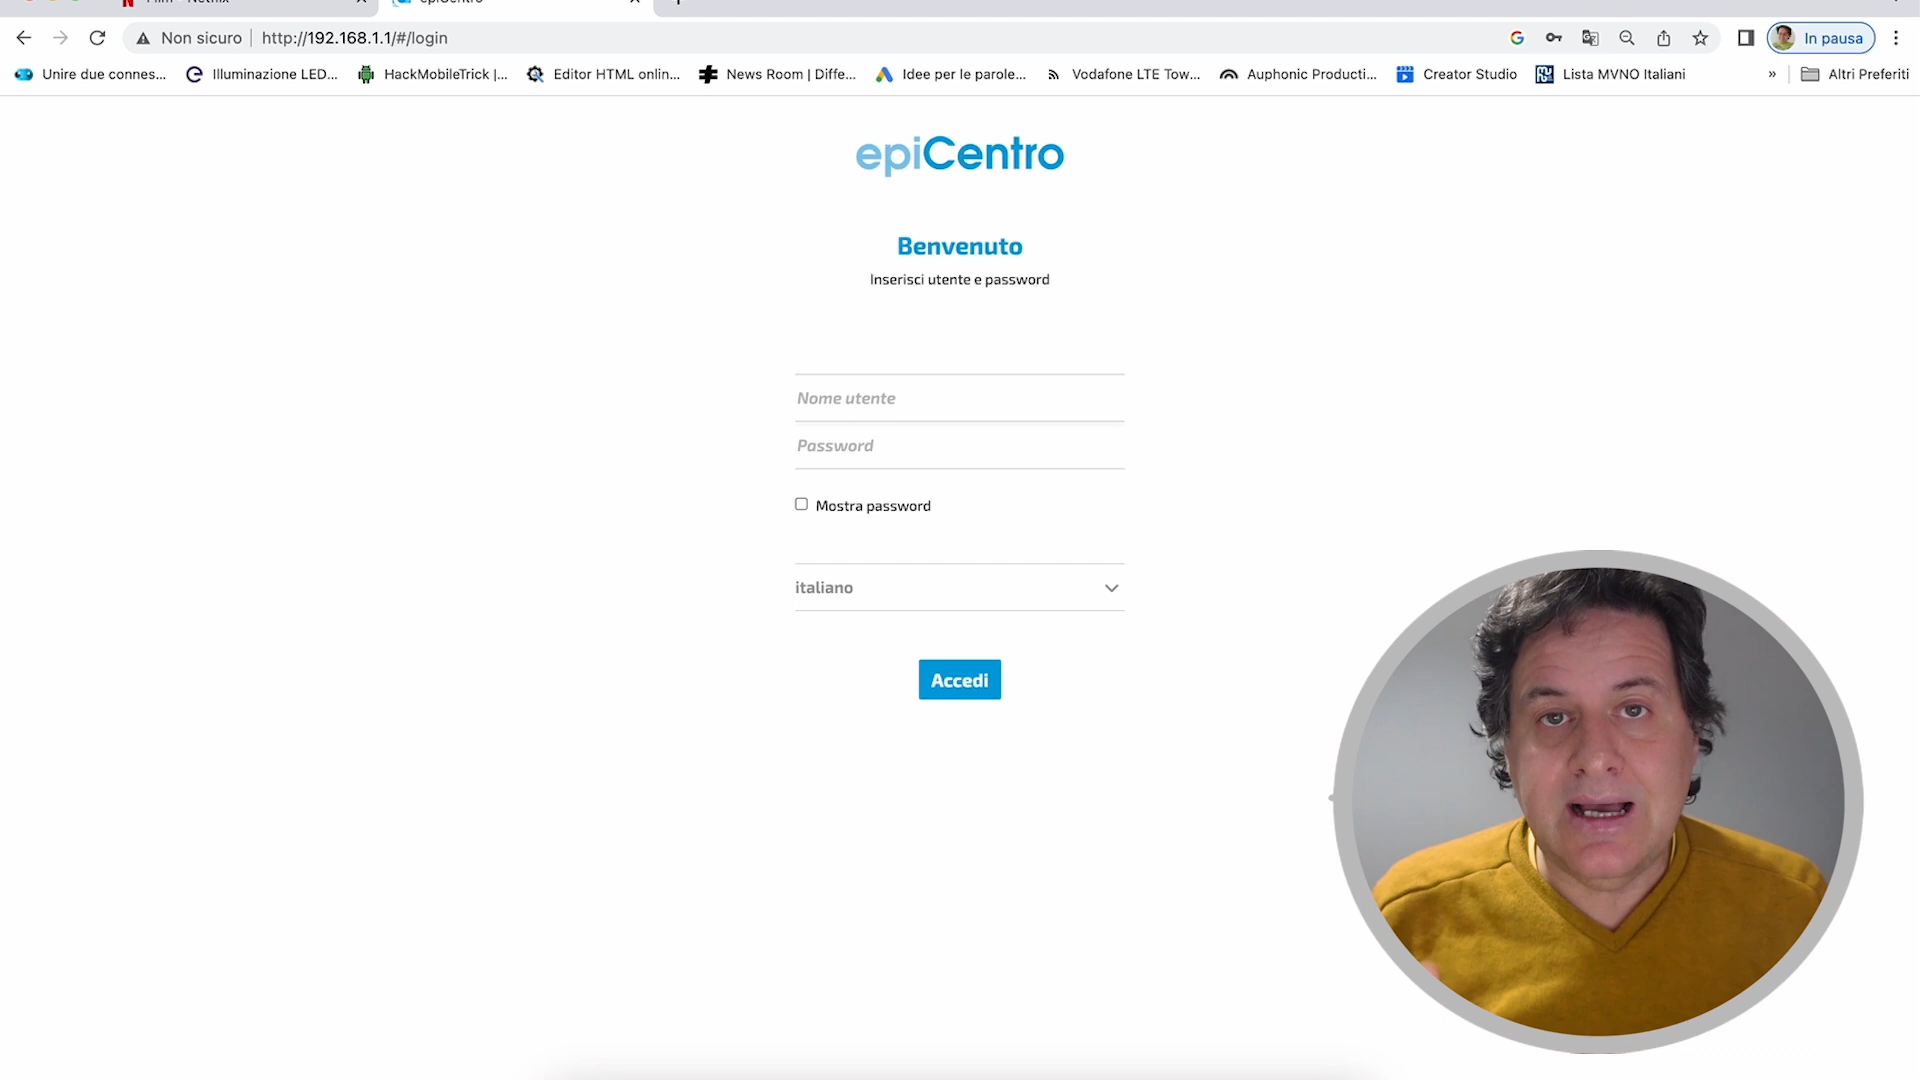 Non sicuro http://192.168.1.1/#/login In pausa
Unire due connes... Illuminazione LED... HackMobileTrick |... Editor HTML onlin... News Room | Diffe... Idee per le parole... Vodafone LTE Tow... Auphonic Producti... Creator Studio Lista MVNO Italiani » Altri Preferiti
epiCentro
Benvenuto
Inserisci utente e password
Nome utente
Password
Mostra password
italiano
Accedi